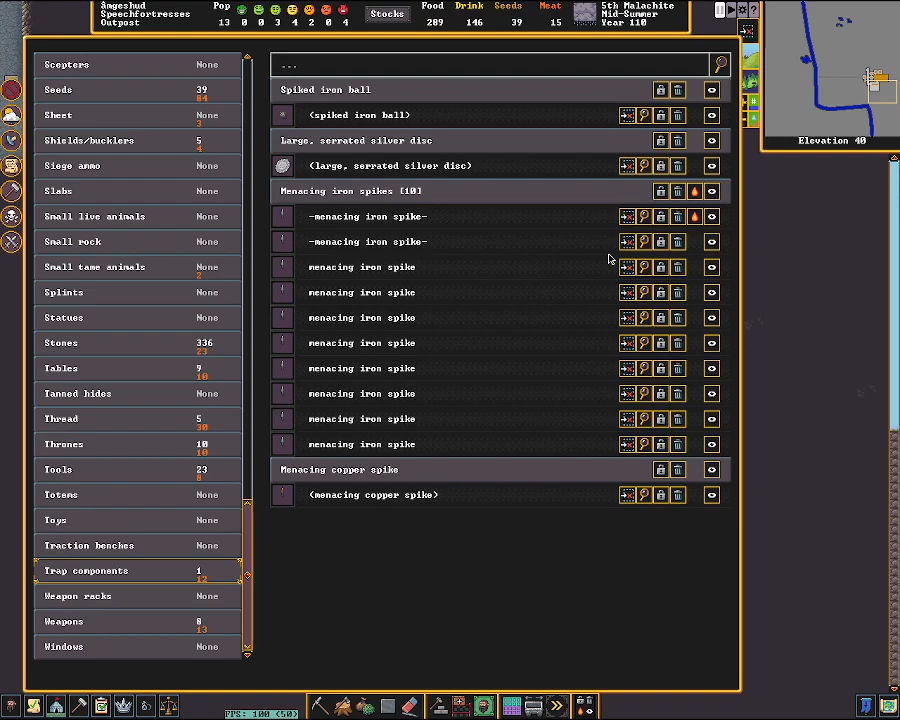 Amgeshud
Speechfortresses
Outpost
Pop
13 0 0 3 4 2 0 4
Stocks
Food Drink Seeds Meat
209 146 39 15
5th Malachite
Mid-Summer
Year 110
Elevation 40
Scepters None
Seeds 39
84
Sheet None
3
Shields/bucklers 5
4
Siege ammo None
Slabs None
Small live animals None
Small rock None
Small tame animals None
2
Splints None
Statues None
Stones 336
23
Tables 9
10
Tanned hides None
Thread 5
30
Thrones 10
10
Tools 23
8
Totems None
Toys None
Traction benches None
Trap components 1
12
Weapon racks None
Weapons 8
13
Windows None
...
Spiked iron ball
(spiked iron ball)
Large, serrated silver disc
(large, serrated silver disc)
Menacing iron spikes [10]
-menacing iron spike-
-menacing iron spike-
menacing iron spike
menacing iron spike
menacing iron spike
menacing iron spike
menacing iron spike
menacing iron spike
menacing iron spike
menacing iron spike
Menacing copper spike
(menacing copper spike)
FPS: 100 (50)